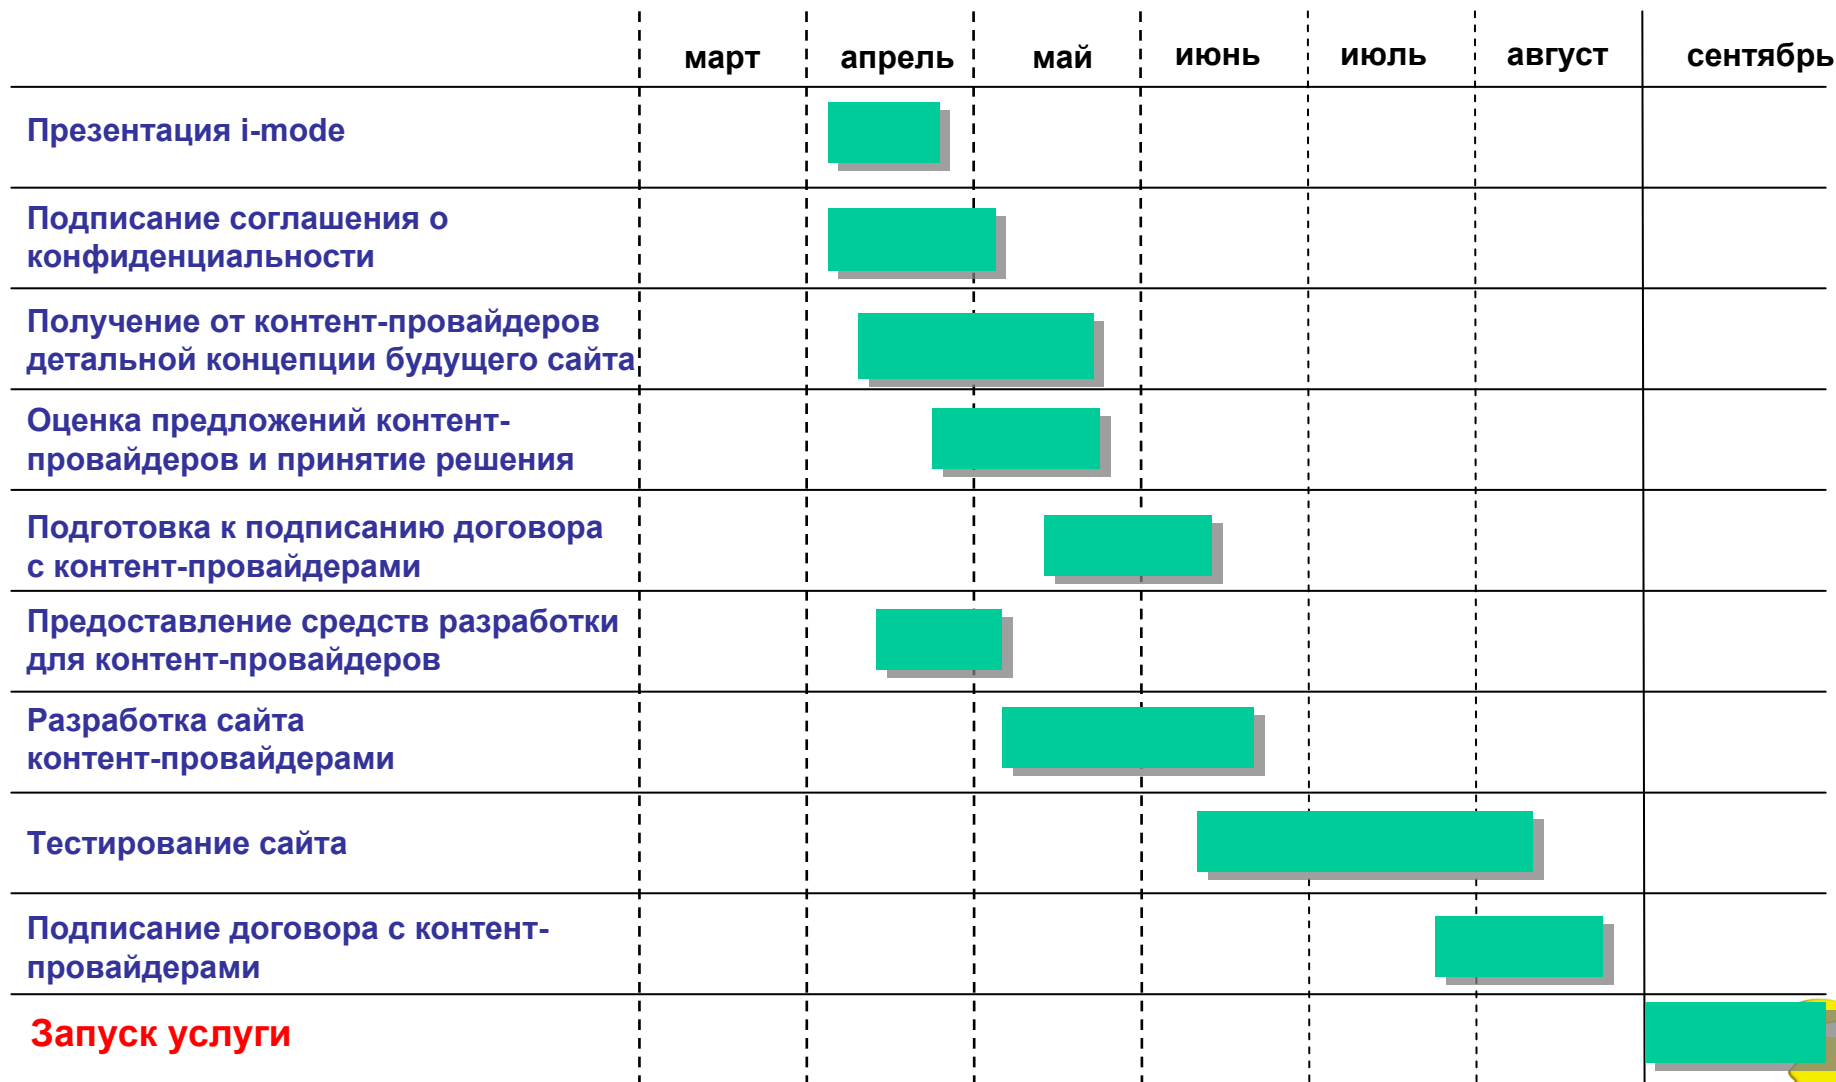 март апрель май июнь июль август сентябрь
Презентация i-mode
Подписание соглашения о
конфиденциальности
Получение от контент-провайдеров
детальной концепции будущего сайта
Оценка предложений контент-
провайдеров и принятие решения
Подготовка к подписанию договора
с контент-провайдерами
Предоставление средств разработки
для контент-провайдеров
Разработка сайта
контент-провайдерами
Тестирование сайта
Подписание договора с контент-
провайдерами
Запуск услуги